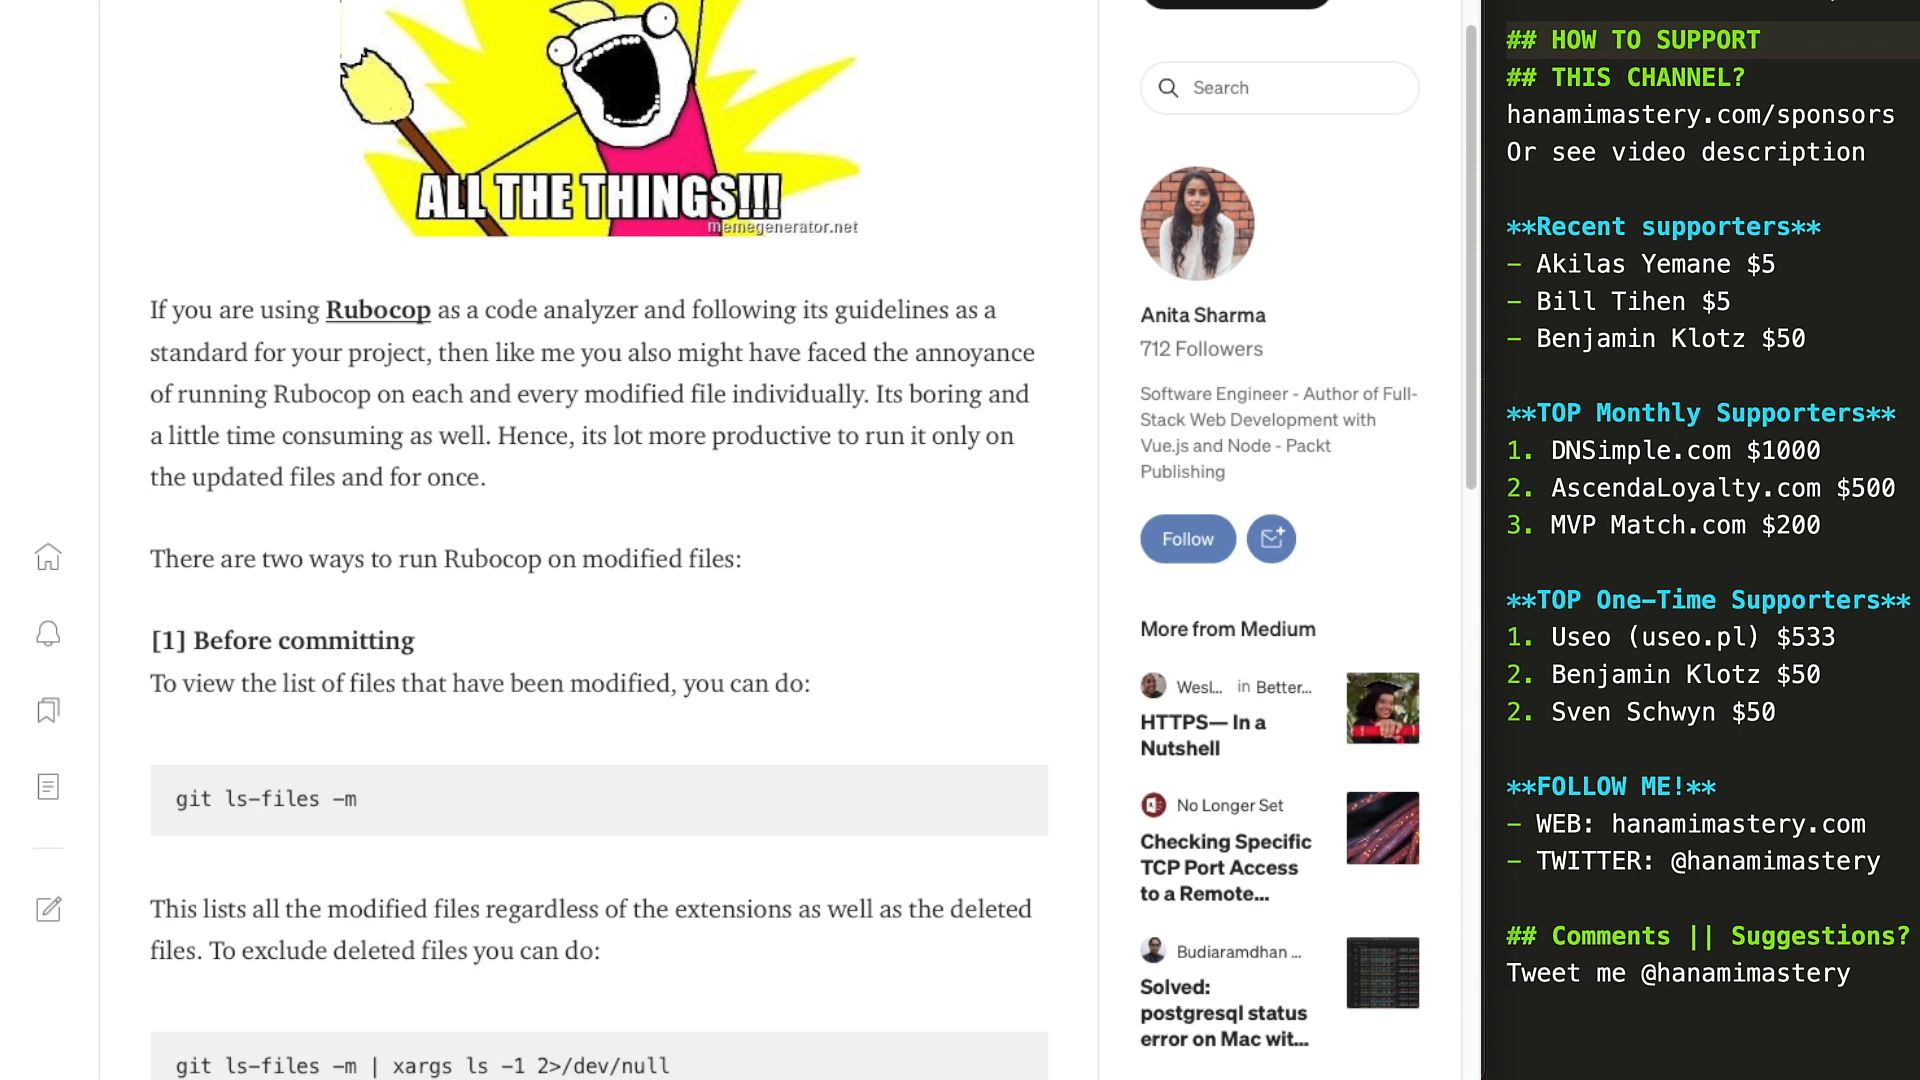 ALL THE THINGS!!!
memegenerator.net
If you are using Rubocop as a code analyzer and following its guidelines as a
standard for your project, then like me you also might have faced the annoyance
of running Rubocop on each and every modified file individually. Its boring and
a little time consuming as well. Hence, its lot more productive to run it only on
the updated files and for once.
There are two ways to run Rubocop on modified files:
[1] Before committing
To view the list of files that have been modified, you can do:
git ls-files -m
This lists all the modified files regardless of the extensions as well as the deleted
files. To exclude deleted files you can do:
git ls-files -m | xargs ls -1 2>/dev/null
Search
Anita Sharma
712 Followers
Software Engineer - Author of Full-
Stack Web Development with
Vue.js and Node - Packt
Publishing
Follow
More from Medium
Wesl... in Better...
HTTPS— In a
Nutshell
No Longer Set
Checking Specific
TCP Port Access
to a Remote...
Budiaramdhan ...
Solved:
postgresql status
error on Mac wit...
## HOW TO SUPPORT
## THIS CHANNEL?
hanamimastery.com/sponsors
Or see video description
**Recent supporters**
- Akilas Yemane $5
- Bill Tihen $5
- Benjamin Klotz $50
**TOP Monthly Supporters**
1. DNSimple.com $1000
2. AscendaLoyalty.com $500
3. MVP Match.com $200
**TOP One-Time Supporters**
1. Useo (useo.pl) $533
2. Benjamin Klotz $50
2. Sven Schwyn $50
**FOLLOW ME!**
- WEB: hanamimastery.com
- TWITTER: @hanamimastery
## Comments || Suggestions?
Tweet me @hanamimastery